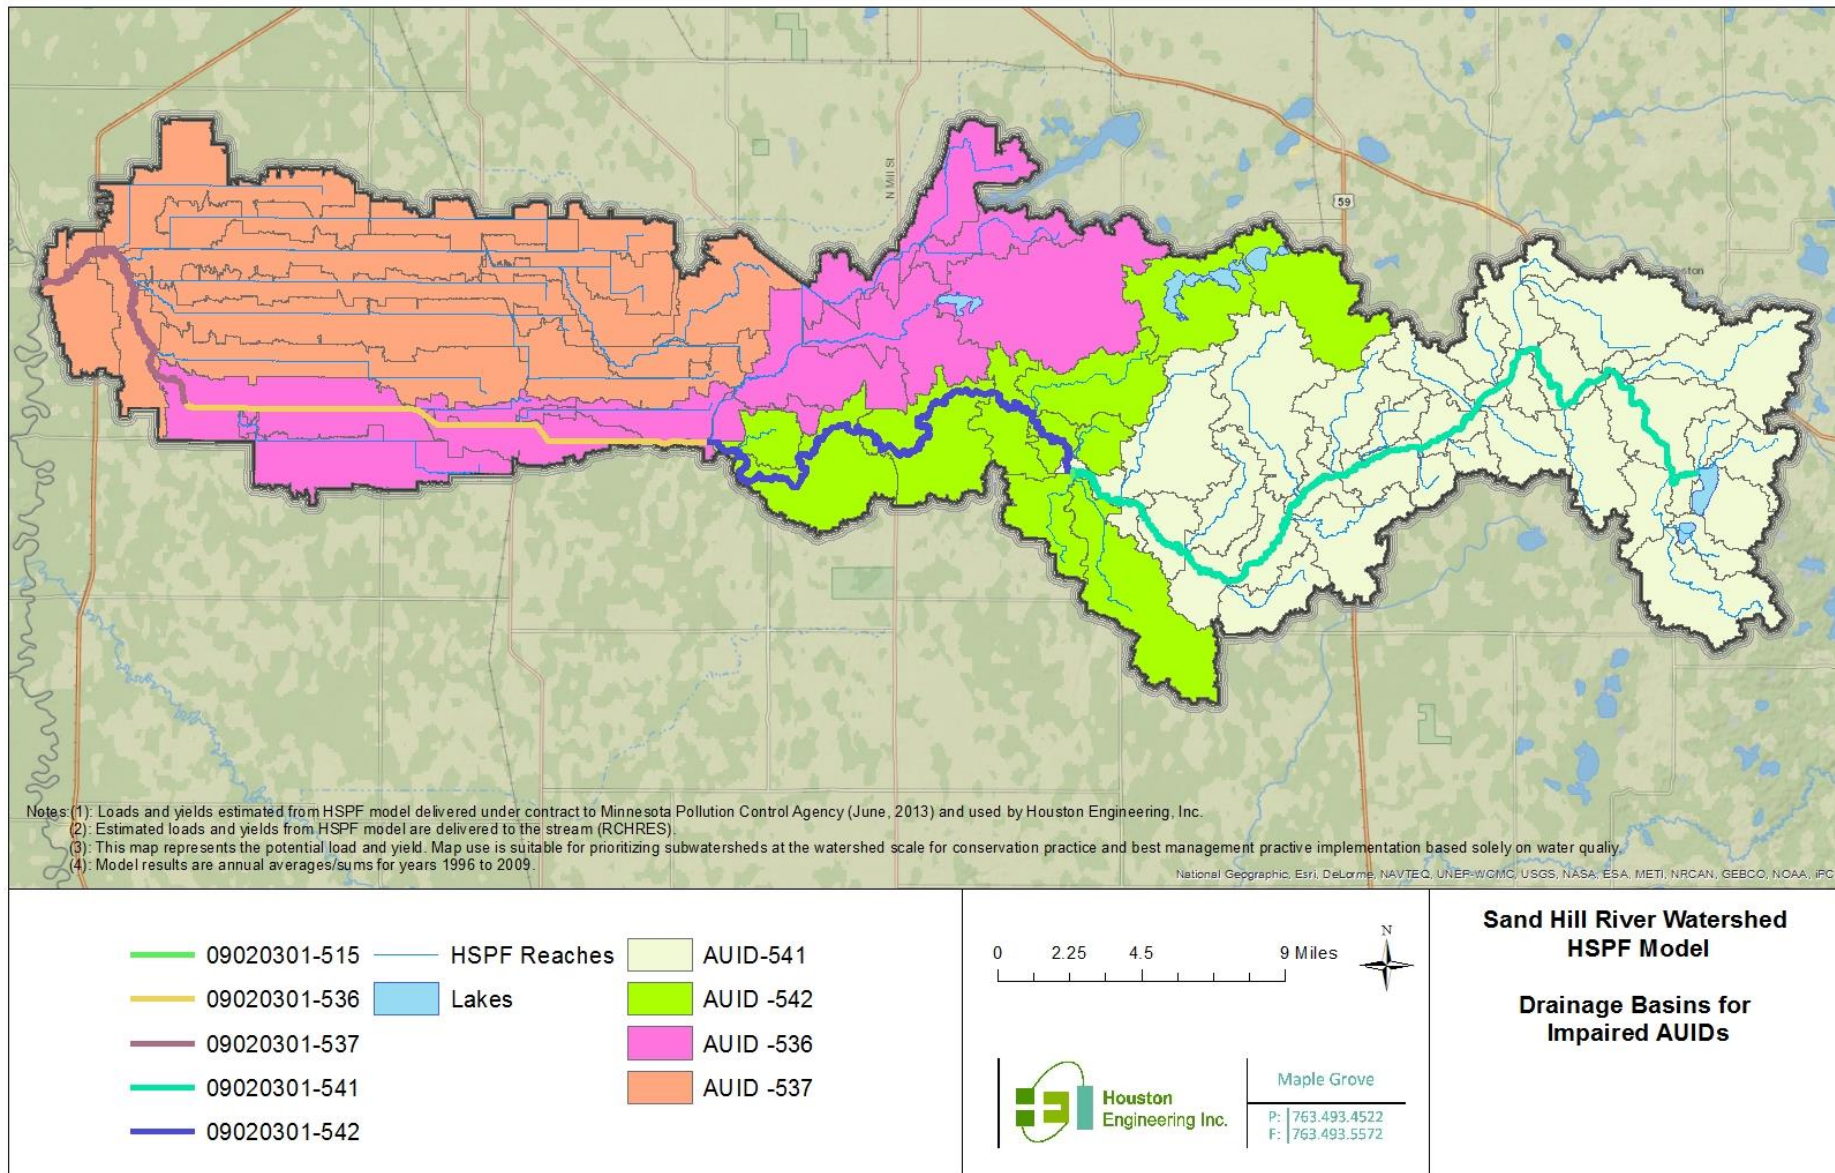 N Mill St
59
Notes:(1): Loads and yields estimated from HSPF model delivered under contract to Minnesota Pollution Control Agency (June, 2013) and used by Houston Engineering, Inc.
(2): Estimated loads and yields from HSPF model are delivered to the stream (RCHRES).
(3): This map represents the potential load and yield. Map use is suitable for prioritizing subwatersheds at the watershed scale for conservation practice and best management practive implementation based solely on water qualiy.
(4): Model results are annual averages/sums for years 1996 to 2009.
National Geographic, Esri, DeLorme, NAVTEQ, UNEP-WCMC, USGS, NASA, ESA, METI, NRCAN, GEBCO, NOAA, iPC
09020301-515
09020301-536
09020301-537
09020301-541
09020301-542
HSPF Reaches
Lakes
AUID-541
AUID -542
AUID -536
AUID -537
0 2.25 4.5 9 Miles
N
Houston
Engineering Inc.
Maple Grove
P: 763.493.4522
F: 763.493.5572
Sand Hill River Watershed
HSPF Model
Drainage Basins for
Impaired AUIDs